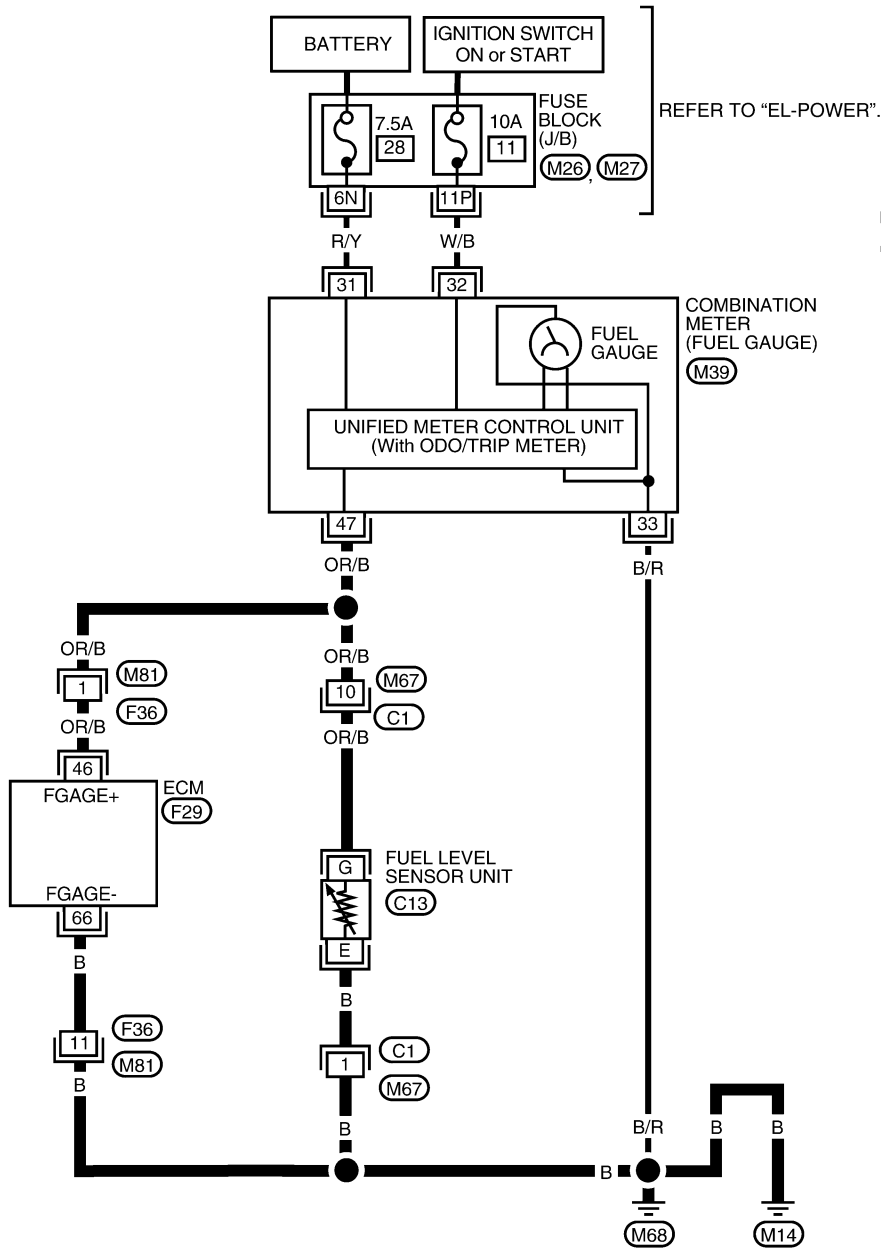 BATTERY
IGNITION SWITCH
ON or START
FUSE
BLOCK
(J/B)
REFER TO “EL-POWER”.
7.5A
28
10A
11
M26 , M27
6N
11P
R/Y
W/B
31
32
COMBINATION
METER
(FUEL GAUGE)
M39
FUEL
GAUGE
UNIFIED METER CONTROL UNIT
(With ODO/TRIP METER)
47
33
OR/B
B/R
OR/B
OR/B
1
M81
F36
10
M67
C1
OR/B
OR/B
46
ECM
F29
FGAGE+
FGAGE-
66
G
FUEL LEVEL
SENSOR UNIT
C13
E
B
B
11
F36
M81
1
C1
M67
B
B
B/R
B
B
B
M68
M14